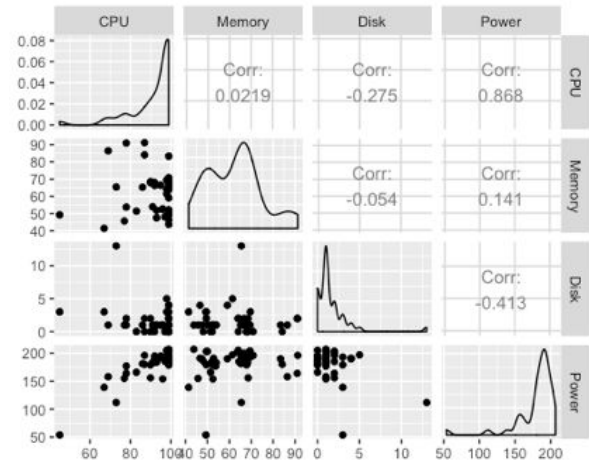 CPU Memory Disk Power
0.08
0.06
0.04
0.02
0.00
Corr:
0.0219
Corr:
-0.275
Corr:
0.868
CPU
90
80
70
60
50
40
Corr:
-0.054
Corr:
0.141
Memory
10
5
0
Corr:
-0.413
Disk
200
150
100
50
Power
60 80 100 40 50 60 70 80 90 0 5 10 50 100 150 200